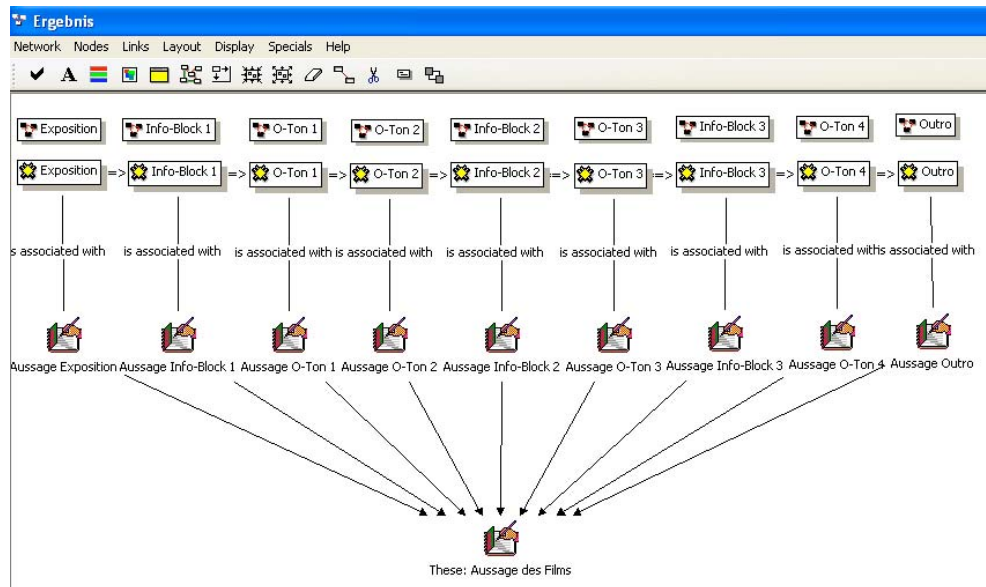 Ergebnis
Network Nodes Links Layout Display Specials Help
A
Exposition Info-Block 1 O-Ton 1 O-Ton 2 Info-Block 2 O-Ton 3 Info-Block 3 O-Ton 4 Outro
Exposition => Info-Block 1 => O-Ton 1 => O-Ton 2 => Info-Block 2 => O-Ton 3 => Info-Block 3 => O-Ton 4 => Outro
s associated with is associated with is associated with is associated with is associated with is associated with is associated with is associated with is associated with
Aussage Exposition Aussage Info-Block 1 Aussage O-Ton 1 Aussage O-Ton 2 Aussage Info-Block 2 Aussage O-Ton 3 Aussage Info-Block 3 Aussage O-Ton 4 Aussage Outro
These: Aussage des Films